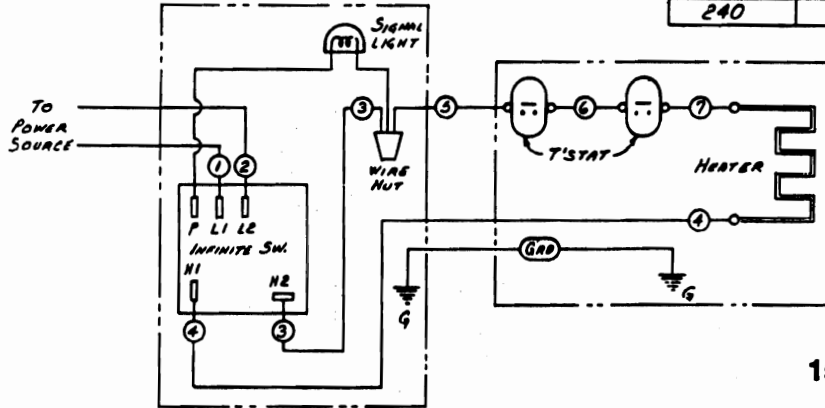 240
SIGNAL
LIGHT
TO
POWER
SOURCE
3
5
6
7
T'STAT
WIRE
NUT
HEATER
1
2
P L1 L2
INFINITE SW.
H1
H2
4
GRD
G
G
4
3